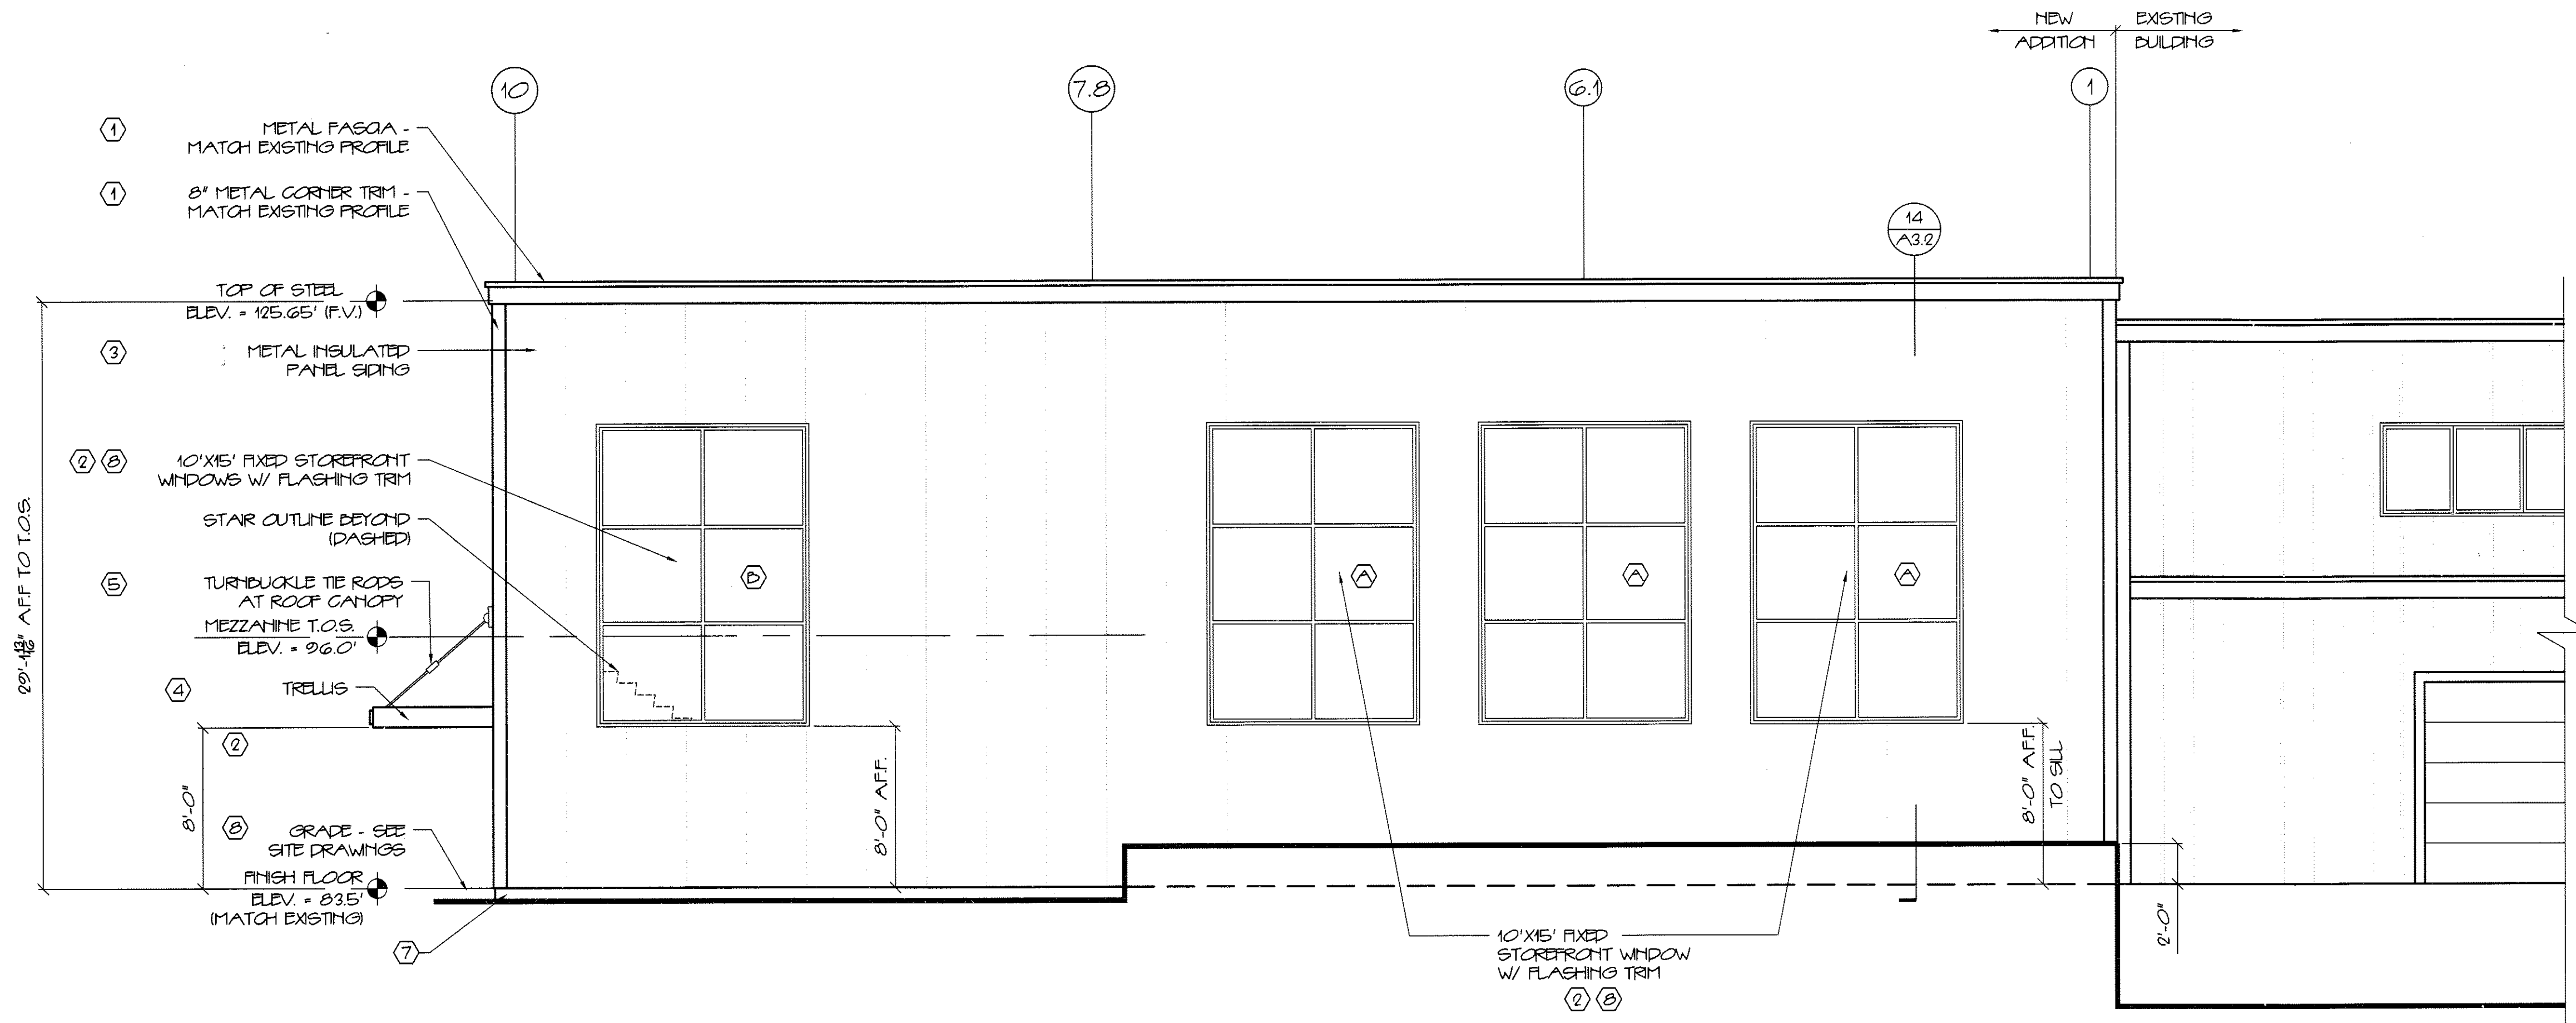 NEW
ADDITION
EXISTING
BUILDING
10
7.8
6.1
1
1
METAL FASCIA -
MATCH EXISTING PROFILE
1
8" METAL CORNER TRIM -
MATCH EXISTING PROFILE
14
A3.2
TOP OF STEEL
ELEV. = 125.65' (F.V.)
3
METAL INSULATED
PANEL SIDING
2
8
10'X15' FIXED STOREFRONT
WINDOWS W/ FLASHING TRIM
STAIR OUTLINE BEYOND
(DASHED)
5
TURNBUCKLE TIE RODS
AT ROOF CANOPY
B
A
A
A
MEZZANINE T.O.S.
ELEV. = 96.0'
29'-1 13/16" A.F.F TO T.O.S.
4
TRELLIS
2
8'-0"
8
GRADE - SEE
SITE DRAWINGS
8'-0" A.F.F.
8'-0" A.F.F.
TO SILL
FINISH FLOOR
ELEV. = 83.5'
(MATCH EXISTING)
7
2'-0"
10'X15' FIXED
STOREFRONT WINDOW
W/ FLASHING TRIM
2
8